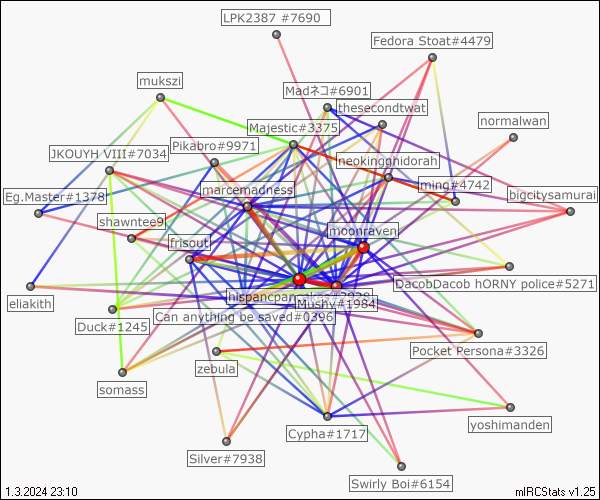 LPK2387 #7690
Fedora Stoat#4479
mukszi
Madネコ#6901
thesecondtwat
normalwan
Majestic#3375
Pikabro#9971
JKOUYH VIII#7034
neokingghidorah
ming#4742
marcemadness
Eg.Master#1378
bigcitysamurai
shawntee9
moonraven
frisout
DacobDacob hORNY police#5271
hispancpan
Mushy#1984
eliakith
Can anything be saved#0396
Duck#1245
Pocket Persona#3326
zebula
somass
yoshimanden
Cypha#1717
Silver#7938
Swirly Boi#6154
1.3.2024 23:10
mIRCStats v1.25